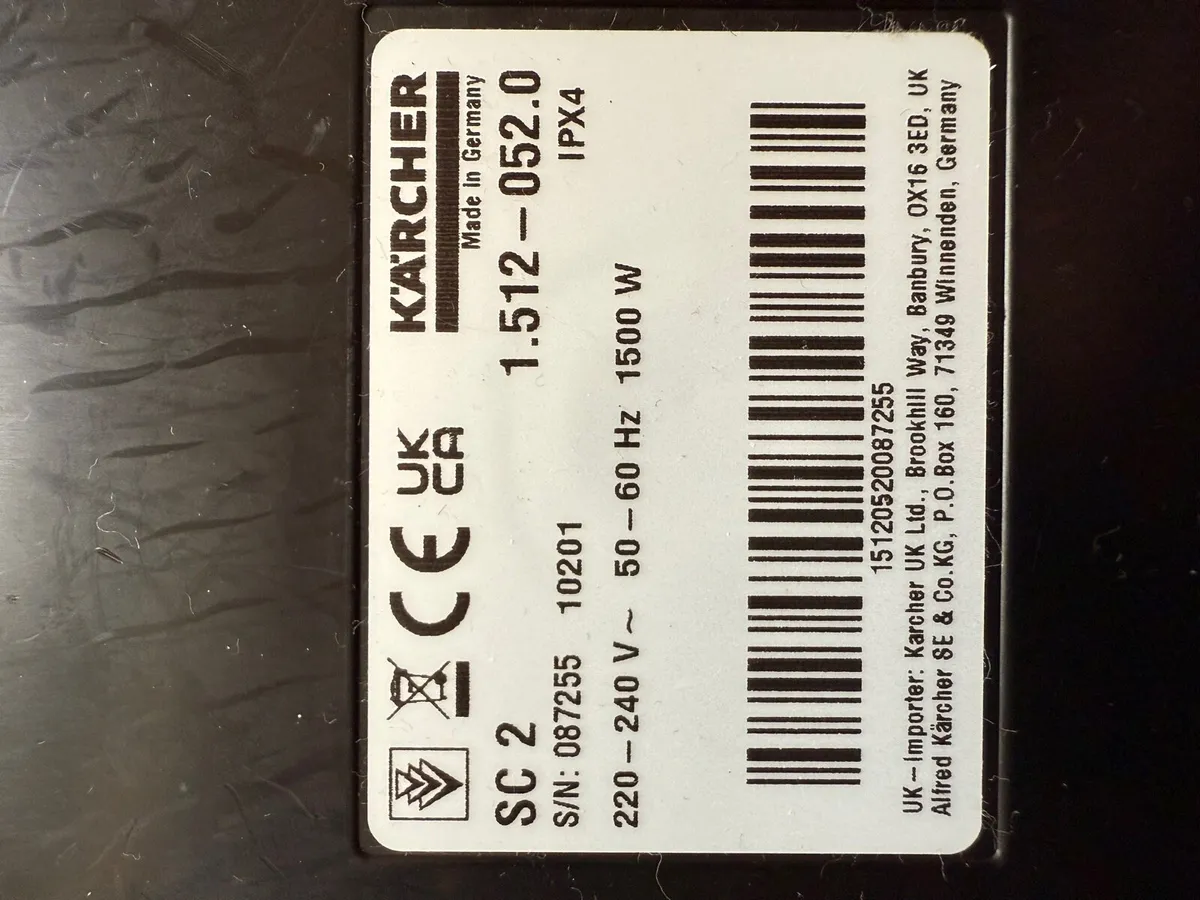 KÄRCHER
Made in Germany
CE UK CA
SC 2 1.512-052.0
S/N: 087255 10201 IPX4
220-240 V~ 50-60 Hz 1500 W
151205200087255
UK-Importer: Karcher UK Ltd., Brookhill Way, Banbury, OX16 3ED, UK
Alfred Kärcher SE & Co.KG, P.O.Box 160, 71349 Winnenden, Germany